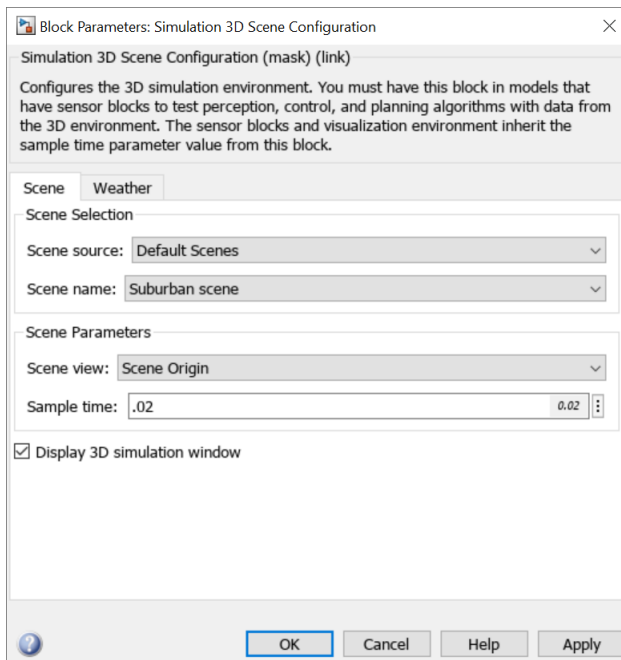 Block Parameters: Simulation 3D Scene Configuration
Simulation 3D Scene Configuration (mask) (link)
Configures the 3D simulation environment. You must have this block in models that
have sensor blocks to test perception, control, and planning algorithms with data from
the 3D environment. The sensor blocks and visualization environment inherit the
sample time parameter value from this block.
Scene Weather
Scene Selection
Scene source: Default Scenes
Scene name: Suburban scene
Scene Parameters
Scene view: Scene Origin
Sample time: .02 0.02
Display 3D simulation window
? OK Cancel Help Apply